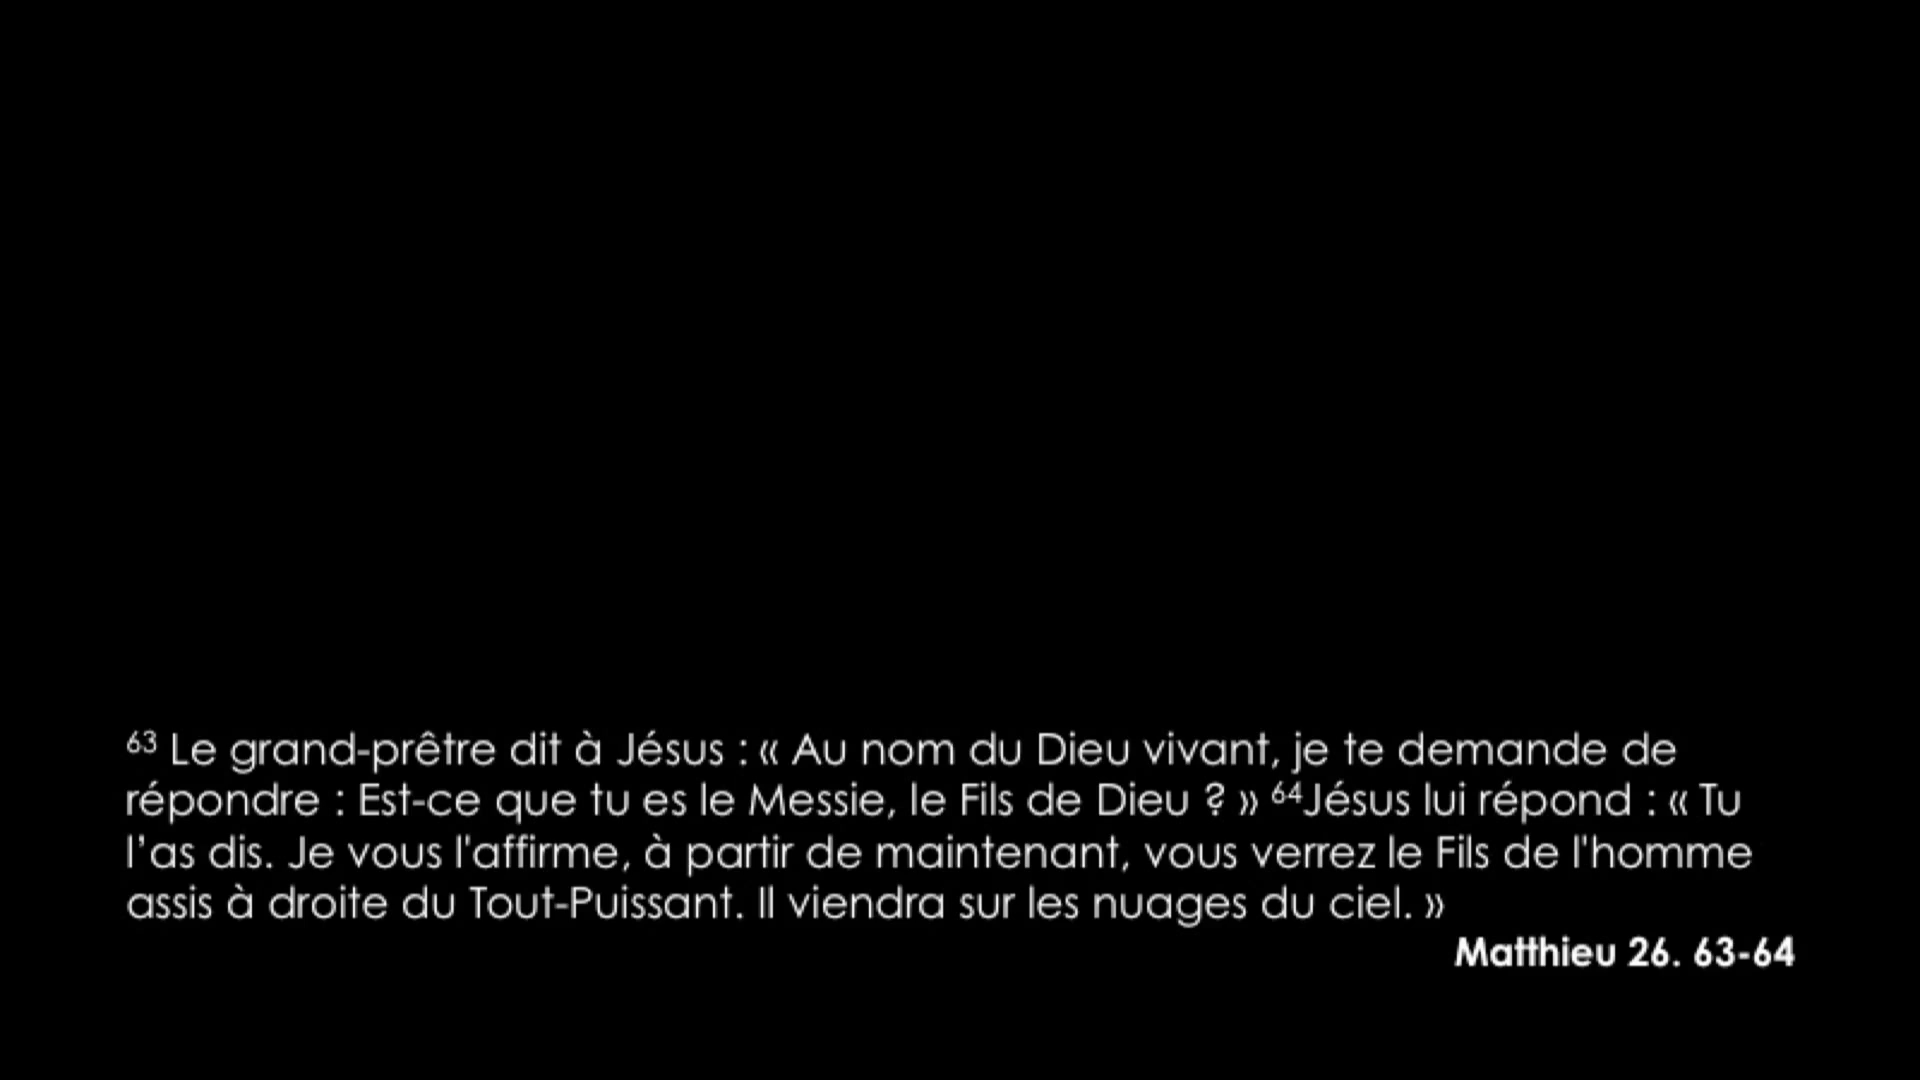 ⁶³ Le grand-prêtre dit à Jésus : « Au nom du Dieu vivant, je te demande de
répondre : Est-ce que tu es le Messie, le Fils de Dieu ? » ⁶⁴Jésus lui répond : « Tu
l’as dis. Je vous l'affirme, à partir de maintenant, vous verrez le Fils de l'homme
assis à droite du Tout-Puissant. Il viendra sur les nuages du ciel. »
Matthieu 26. 63-64